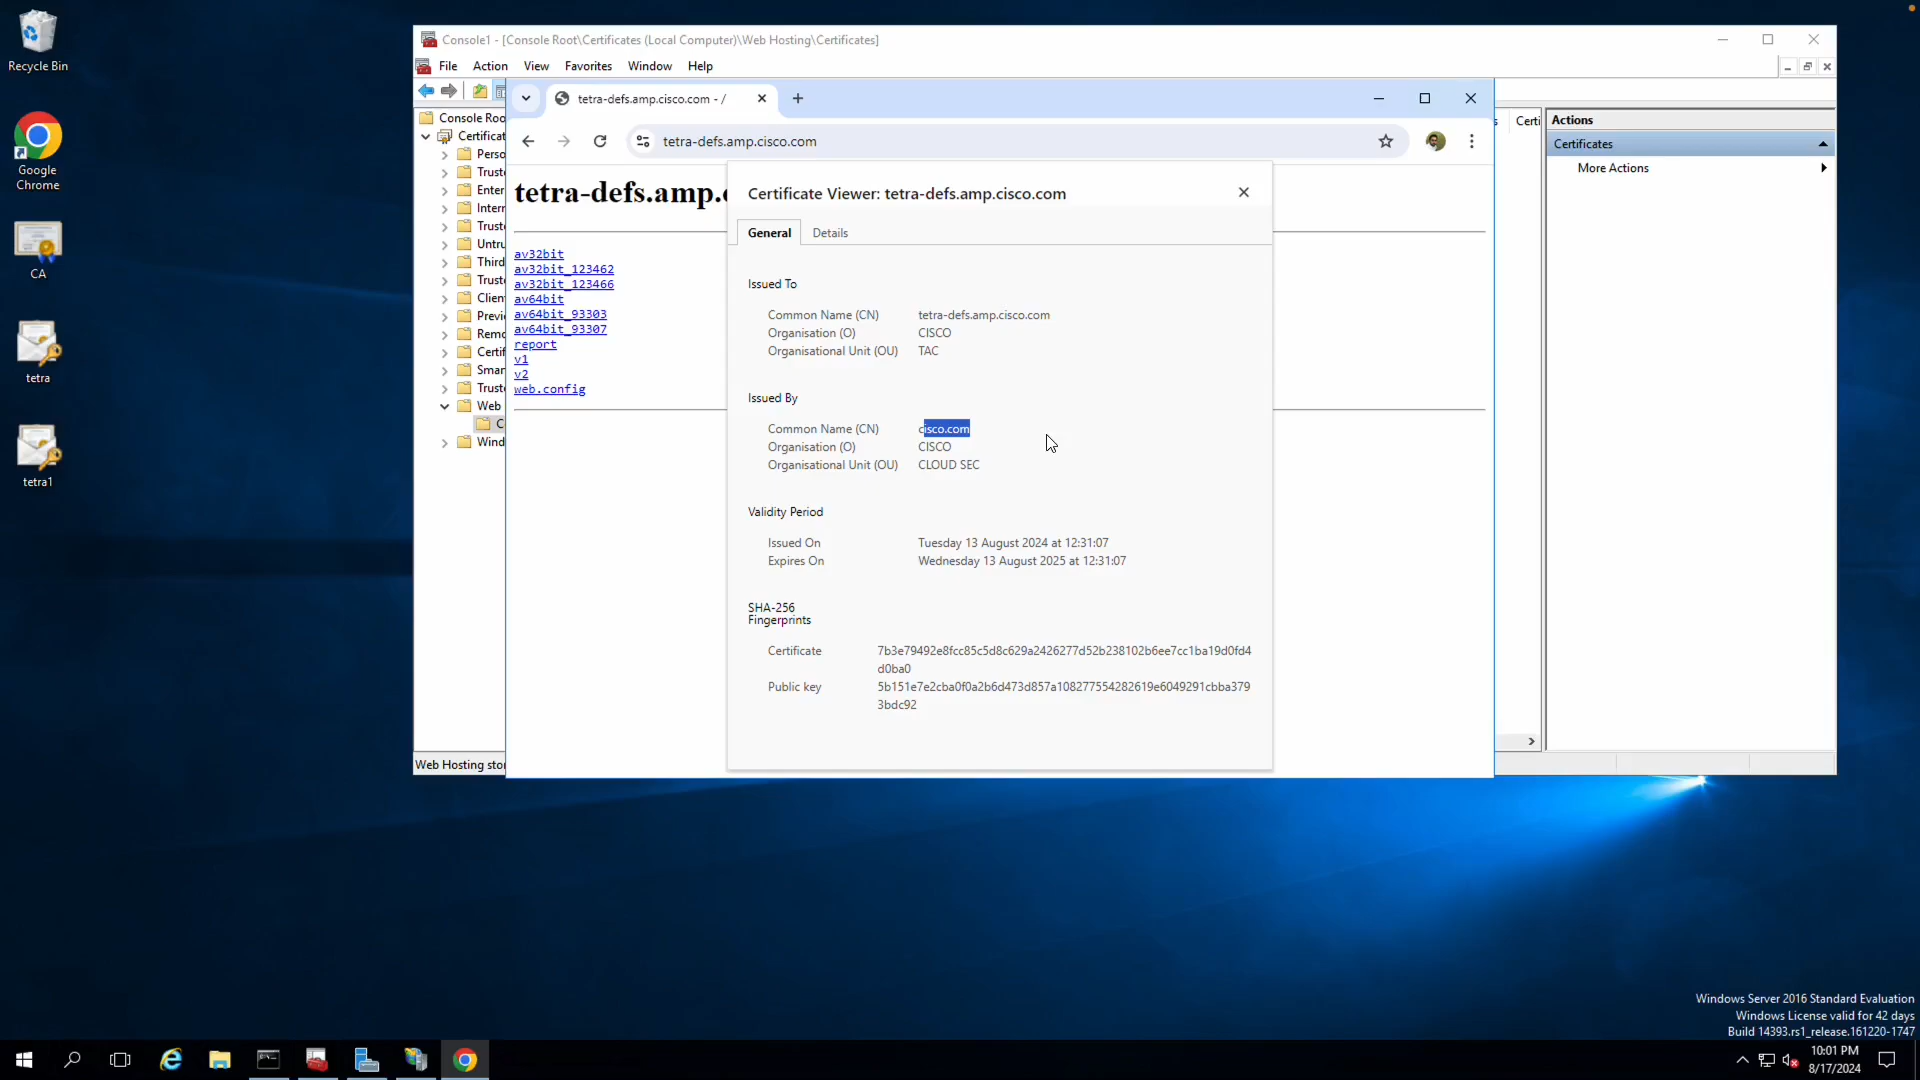 Recycle Bin
Google
Chrome
CA
tetra
tetra1
Console1 - [Console Root\Certificates (Local Computer)\Web Hosting\Certificates]
File Action View Favorites Window Help
Console Roo
Certificat
Perso
Trust
Enter
Intern
Trust
Untru
Third
Trust
Client
Previ
Remo
Certif
Smar
Trust
Web
C
Wind
Web Hosting stor
tetra-defs.amp.cisco.com - /
tetra-defs.amp.cisco.com
tetra-defs.amp.
av32bit
av32bit_123462
av32bit_123466
av64bit
av64bit_93303
av64bit_93307
report
v1
v2
web.config
Certificate Viewer: tetra-defs.amp.cisco.com
General Details
Issued To
Common Name (CN) tetra-defs.amp.cisco.com
Organisation (O) CISCO
Organisational Unit (OU) TAC
Issued By
Common Name (CN) cisco.com
Organisation (O) CISCO
Organisational Unit (OU) CLOUD SEC
Validity Period
Issued On Tuesday 13 August 2024 at 12:31:07
Expires On Wednesday 13 August 2025 at 12:31:07
SHA-256
Fingerprints
Certificate 7b3e79492e8fcc85c5d8c629a2426277d52b238102b6ee7cc1ba19d0fd4
d0ba0
Public key 5b151e7e2cba0f0a2b6d473d857a108277554282619e6049291cbba379
3bdc92
s Certi
Actions
Certificates
More Actions
Windows Server 2016 Standard Evaluation
Windows License valid for 42 days
Build 14393.rs1_release.161220-1747
10:01 PM
8/17/2024